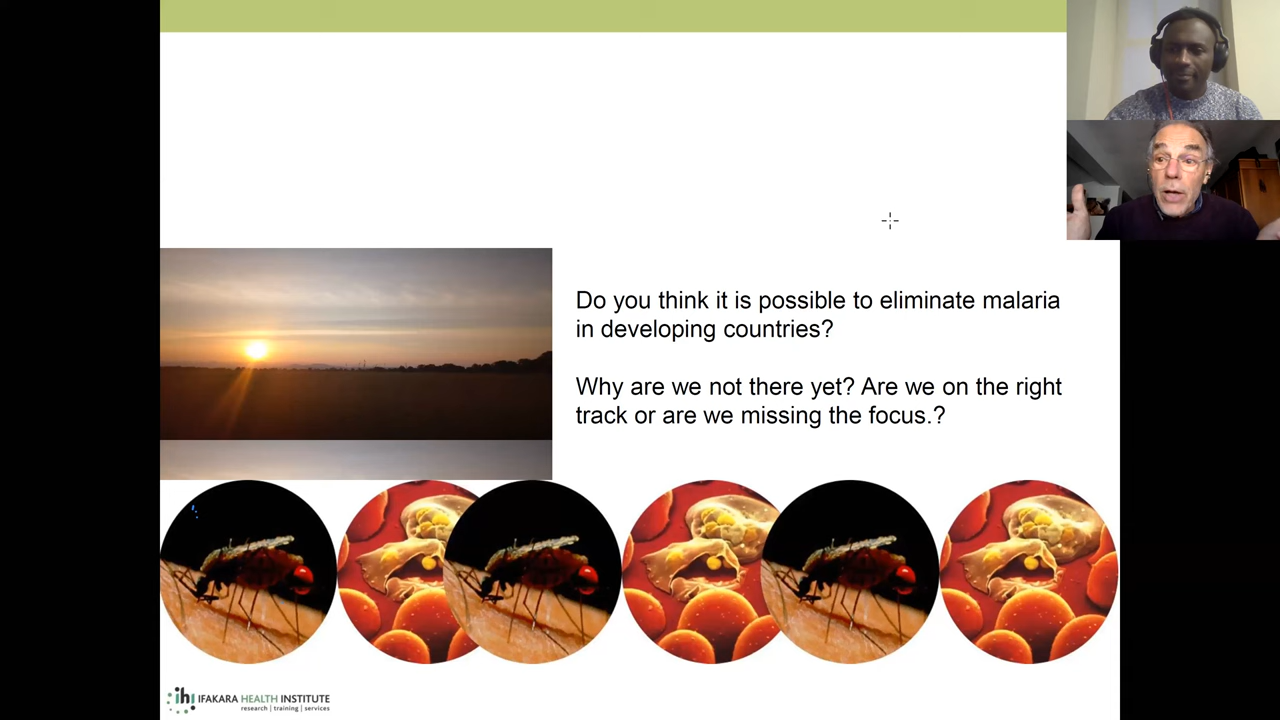 Do you think it is possible to eliminate malaria
in developing countries?
Why are we not there yet? Are we on the right
track or are we missing the focus.?
ihi IFAKARA HEALTH INSTITUTE
research | training | services